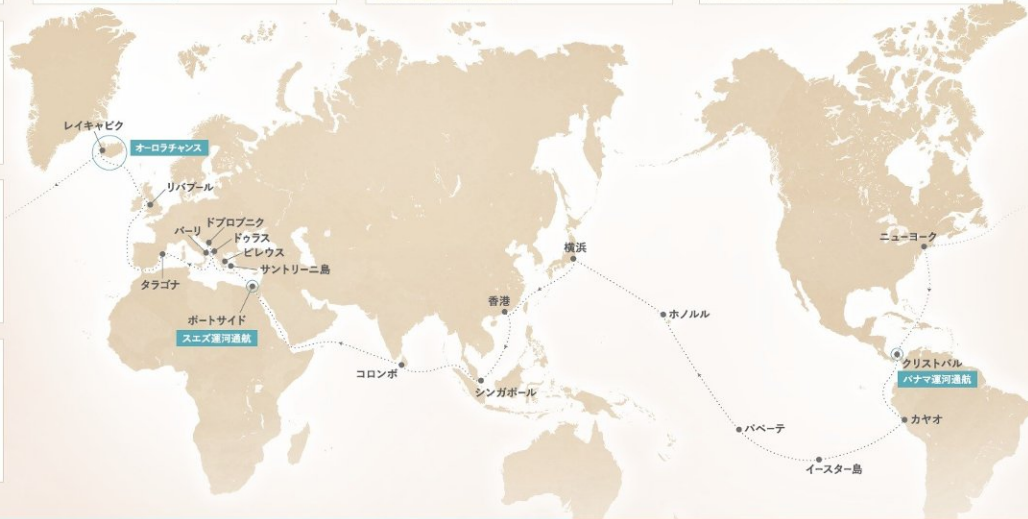 レイキャビク
オーロラチャンス
リバプール
ドブロブニク
バーリ
ドゥラス
ピレウス
サントリーニ島
タラゴナ
ポートサイド
スエズ運河通航
コロンボ
シンガポール
香港
横浜
ホノルル
ニューヨーク
クリストバル
パナマ運河通航
カヤオ
パペーテ
イースター島